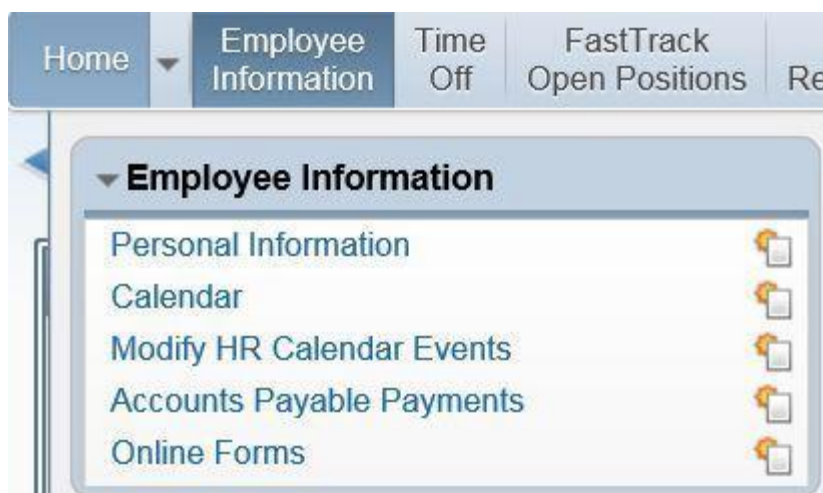 Home
Employee
Information
Time
Off
FastTrack
Open Positions
Employee Information
Personal Information
Calendar
Modify HR Calendar Events
Accounts Payable Payments
Online Forms